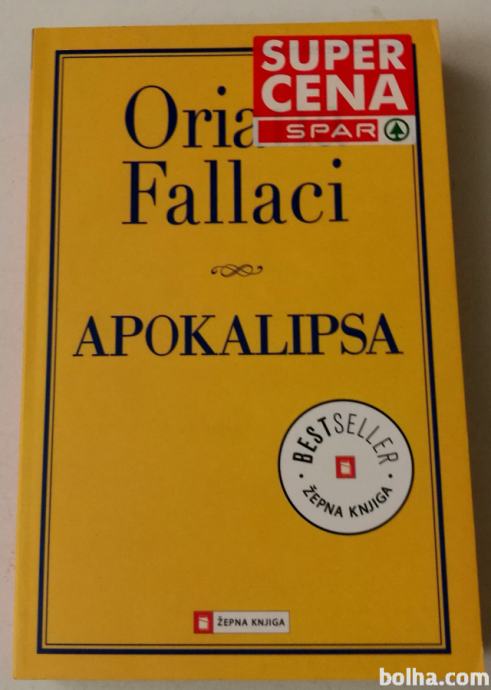 SUPER
CENA
SPAR
Oria
Fallaci
APOKALIPSA
BESTSELLER
ŽEPNA KNJIGA
ŽEPNA KNJIGA
bolha.com